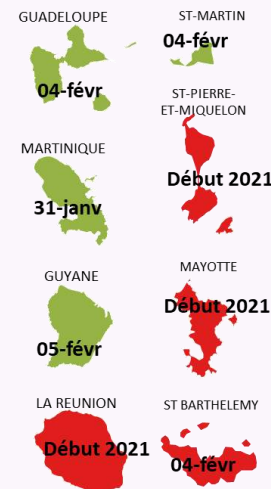 GUADELOUPE
04-févr
ST-MARTIN
04-févr
ST-PIERRE-
ET-MIQUELON
Début 2021
MARTINIQUE
31-janv
MAYOTTE
Début 2021
GUYANE
05-févr
LA REUNION
Début 2021
ST BARTHELEMY
04-févr